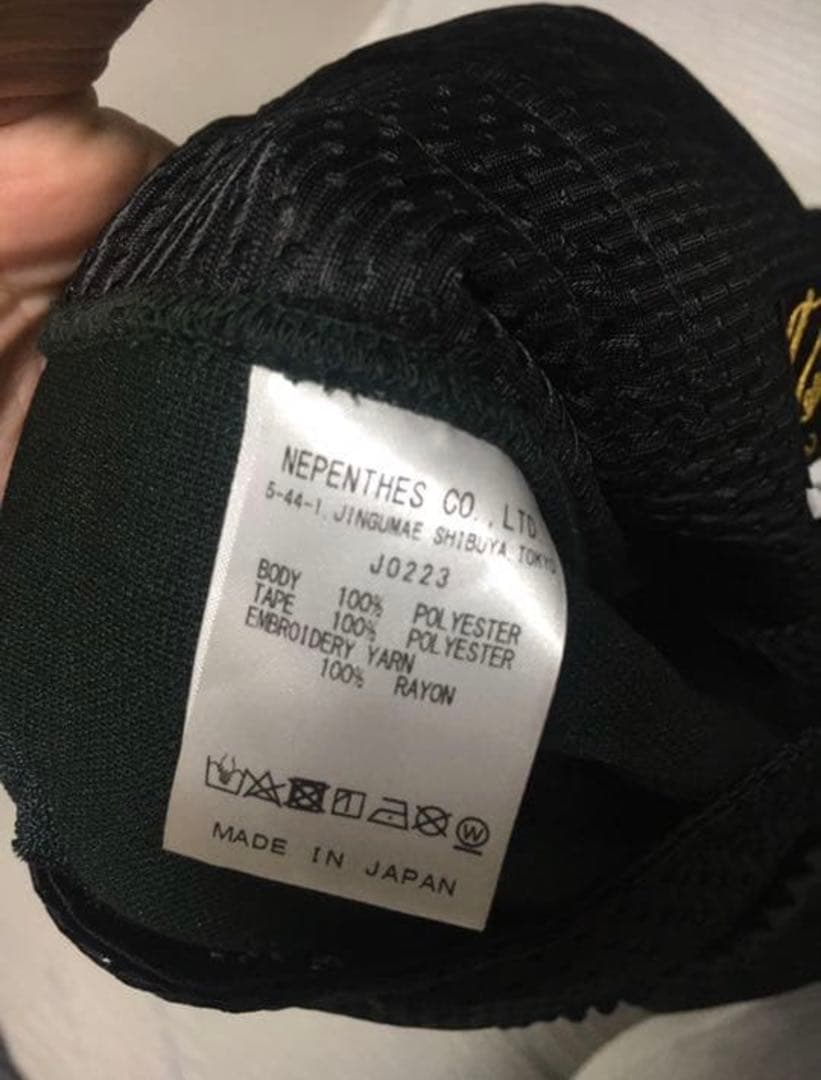 NEPENTHES CO., LTD
5-44-1, JINGUMAE SHIBUYA TOKYO
J0223
BODY 100% POLYESTER
TAPE 100% POLYESTER
EMBROIDERY YARN
100% RAYON
W
MADE IN JAPAN